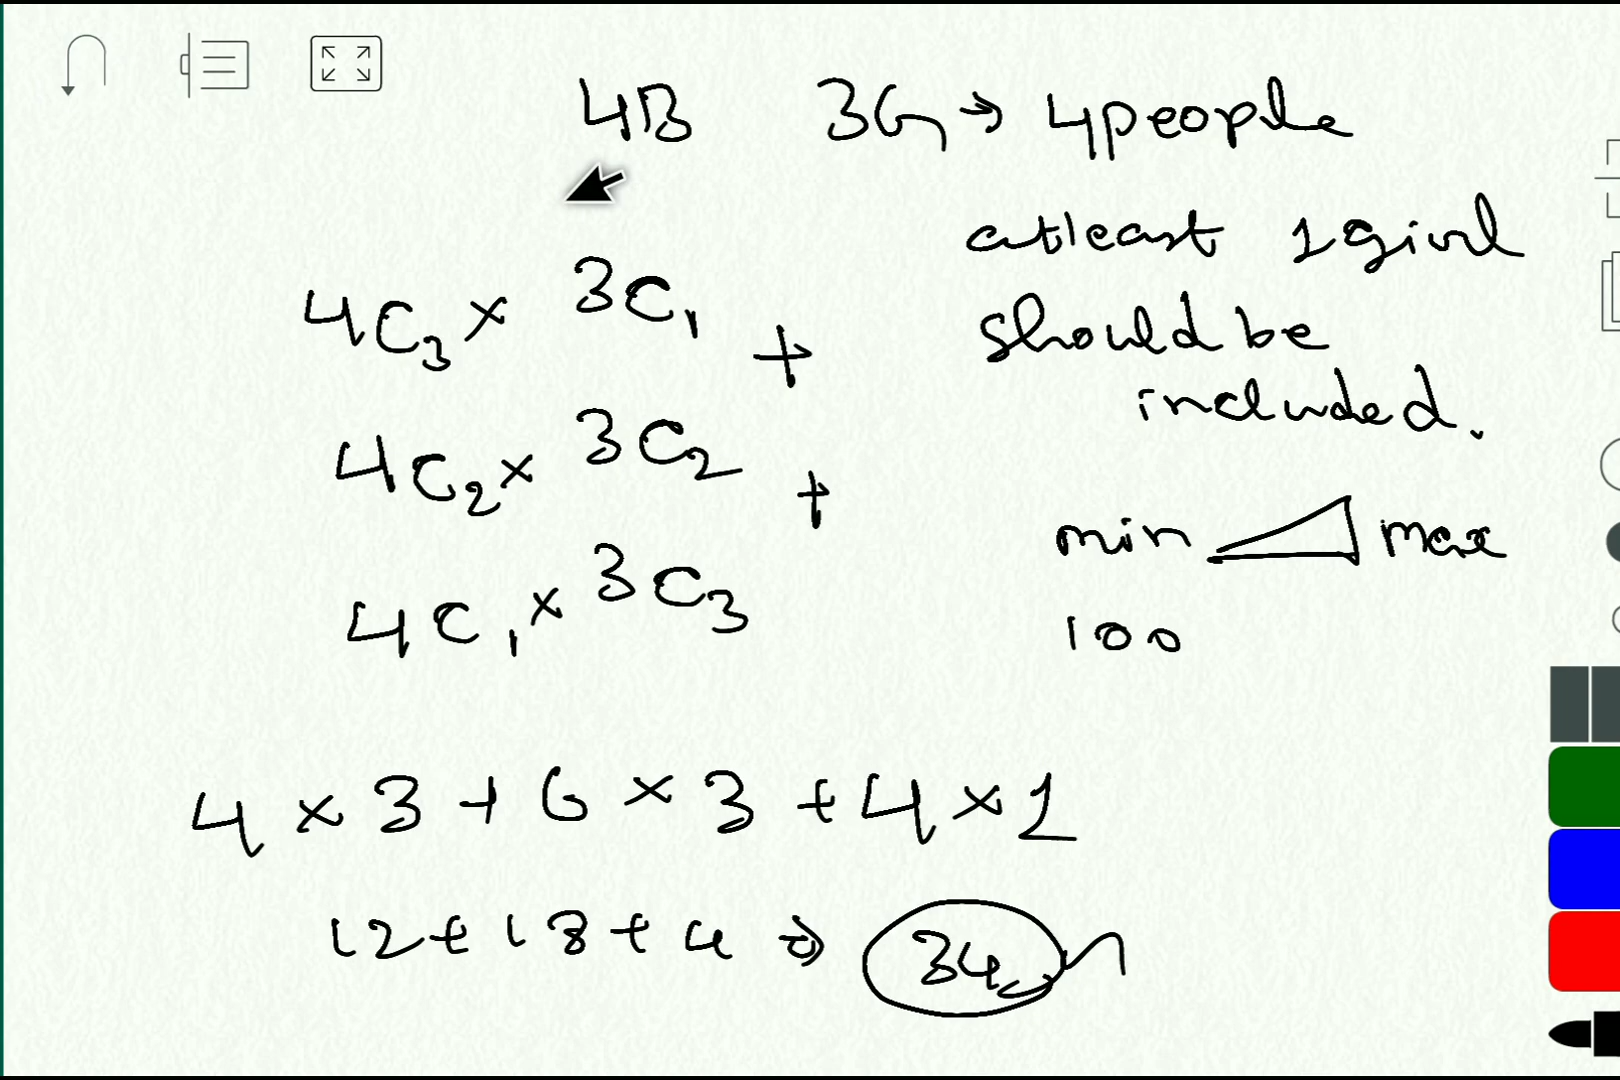 4B 3G → 4people
atleast 1girl
should be
included.
4C3 × 3C1 +
4C2 × 3C2 +
4C1 × 3C3
min max
100
4 × 3 + 6 × 3 + 4 × 1
12 + 18 + 4 ⇒ 34